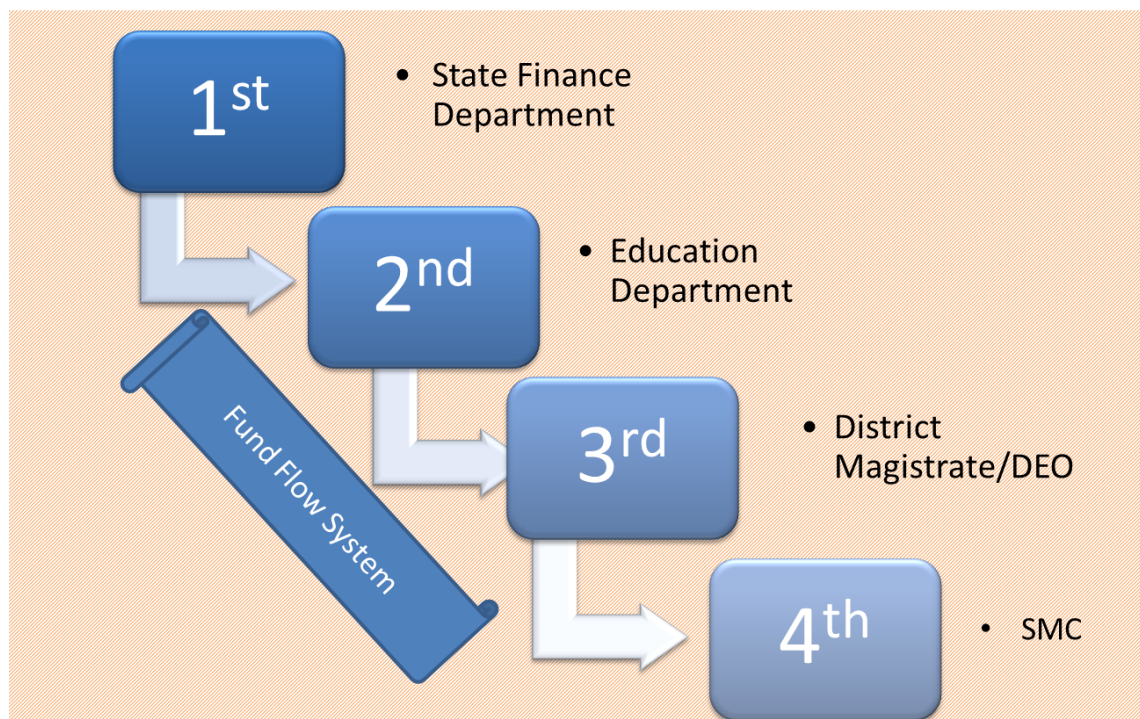 1st
• State Finance
Department
2nd
• Education
Department
3rd
• District
Magistrate/DEO
Fund Flow System
4th
• SMC